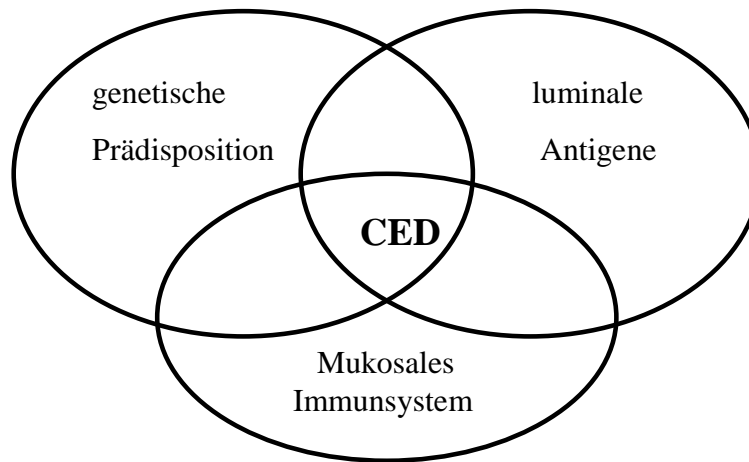 genetische
Prädisposition
luminale
Antigene
CED
Mukosales
Immunsystem